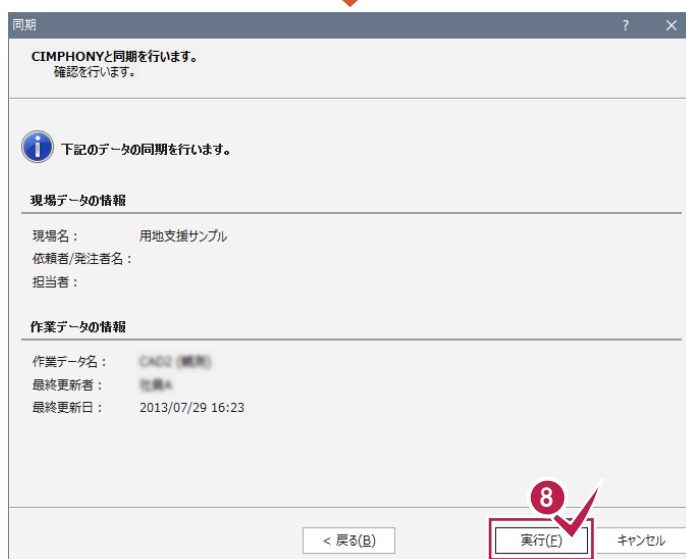 同期 ? ×
CIMPHONYと同期を行います。
確認を行います。
下記のデータの同期を行います。
現場データの情報
現場名： 用地支援サンプル
依頼者/発注者名：
担当者：
作業データの情報
作業データ名：
最終更新者：
最終更新日： 2013/07/29 16:23
8
< 戻る(B) 実行(F) キャンセル